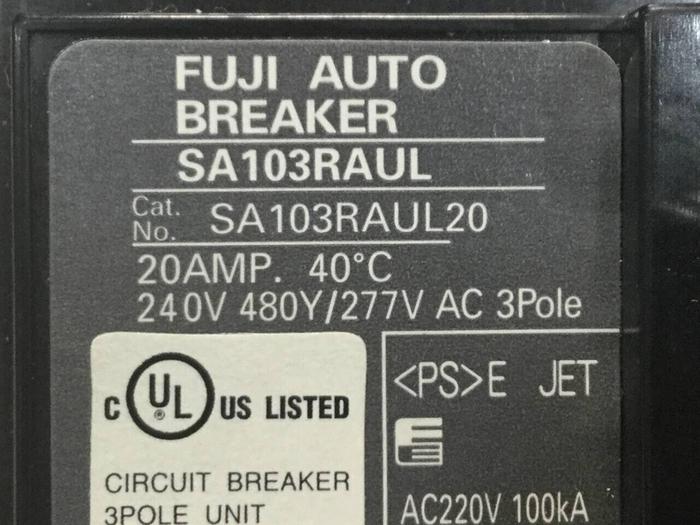 FUJI AUTO
BREAKER
SA103RAUL
Cat.
No. SA103RAUL20
20AMP. 40°C
240V 480Y/277V AC 3Pole
C UL® US LISTED
CIRCUIT BREAKER
3POLE UNIT
<PS>E JET
AC220V 100kA